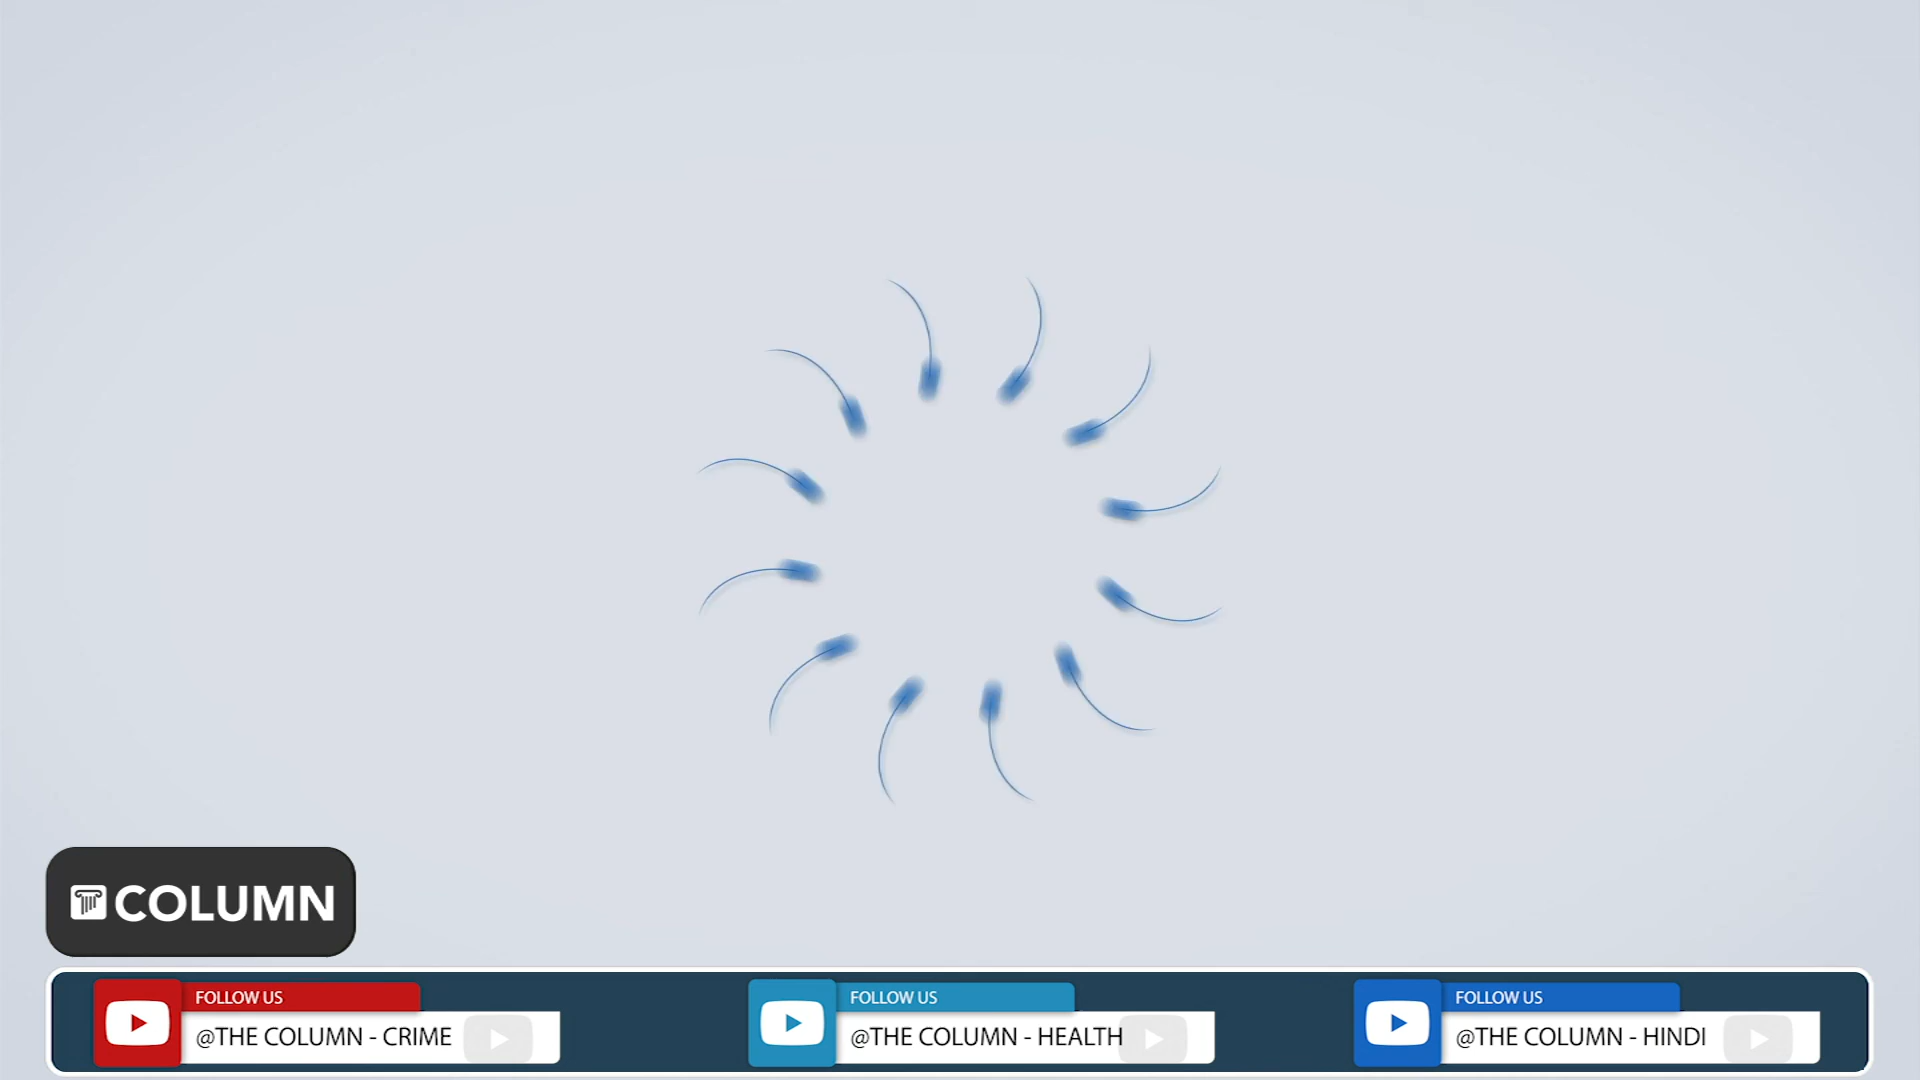 COLUMN
FOLLOW US
@THE COLUMN - CRIME
FOLLOW US
@THE COLUMN - HEALTH
FOLLOW US
@THE COLUMN - HINDI